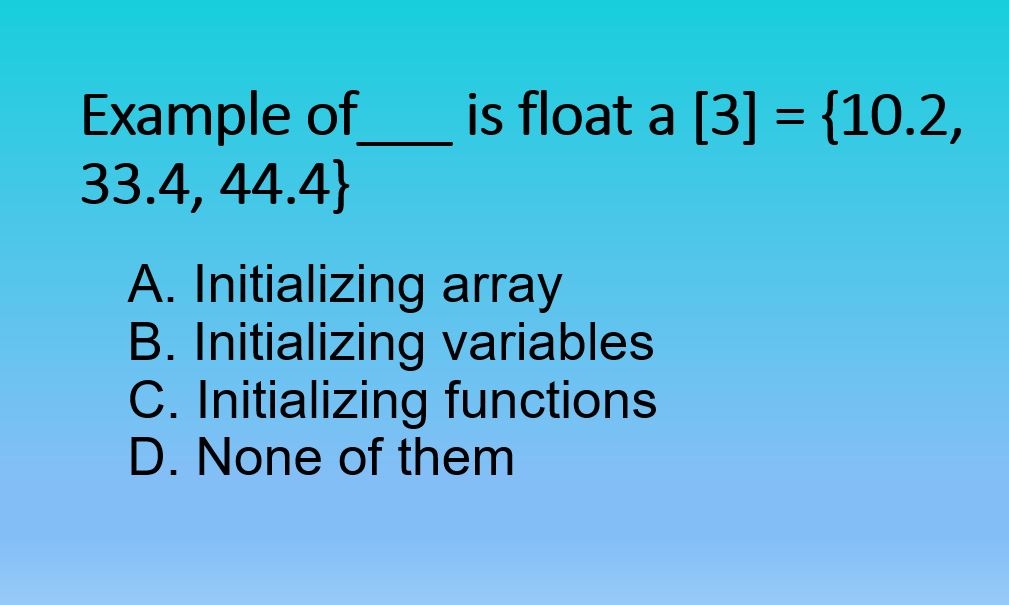 Example of___ is float a [3] = {10.2,
33.4, 44.4}
A. Initializing array
B. Initializing variables
C. Initializing functions
D. None of them